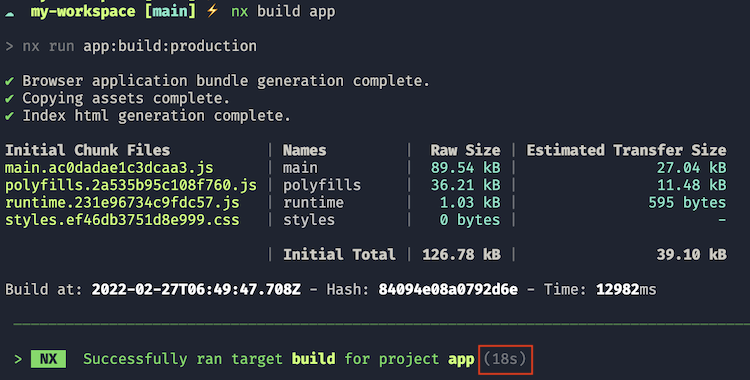 my-workspace [main] ⚡ nx build app
> nx run app:build:production
✔ Browser application bundle generation complete.
✔ Copying assets complete.
✔ Index html generation complete.
Initial Chunk Files | Names | Raw Size | Estimated Transfer Size
main.ac0dadae1c3dcaa3.js | main | 89.54 kB | 27.04 kB
polyfills.2a535b95c108f760.js | polyfills | 36.21 kB | 11.48 kB
runtime.231e96734c9fdc57.js | runtime | 1.03 kB | 595 bytes
styles.ef46db3751d8e999.css | styles | 0 bytes | -
| Initial Total | 126.78 kB | 39.10 kB
Build at: 2022-02-27T06:49:47.708Z - Hash: 84094e08a0792d6e - Time: 12982ms
> NX Successfully ran target build for project app (18s)